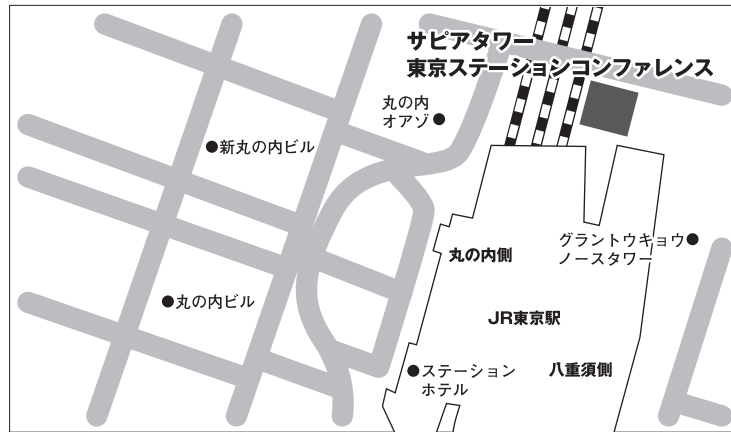 サピアタワー
東京ステーションコンファレンス
丸の内
オアゾ
新丸の内ビル
丸の内側
グラントウキョウ
ノースタワー
丸の内ビル
JR東京駅
ステーション
ホテル
八重須側